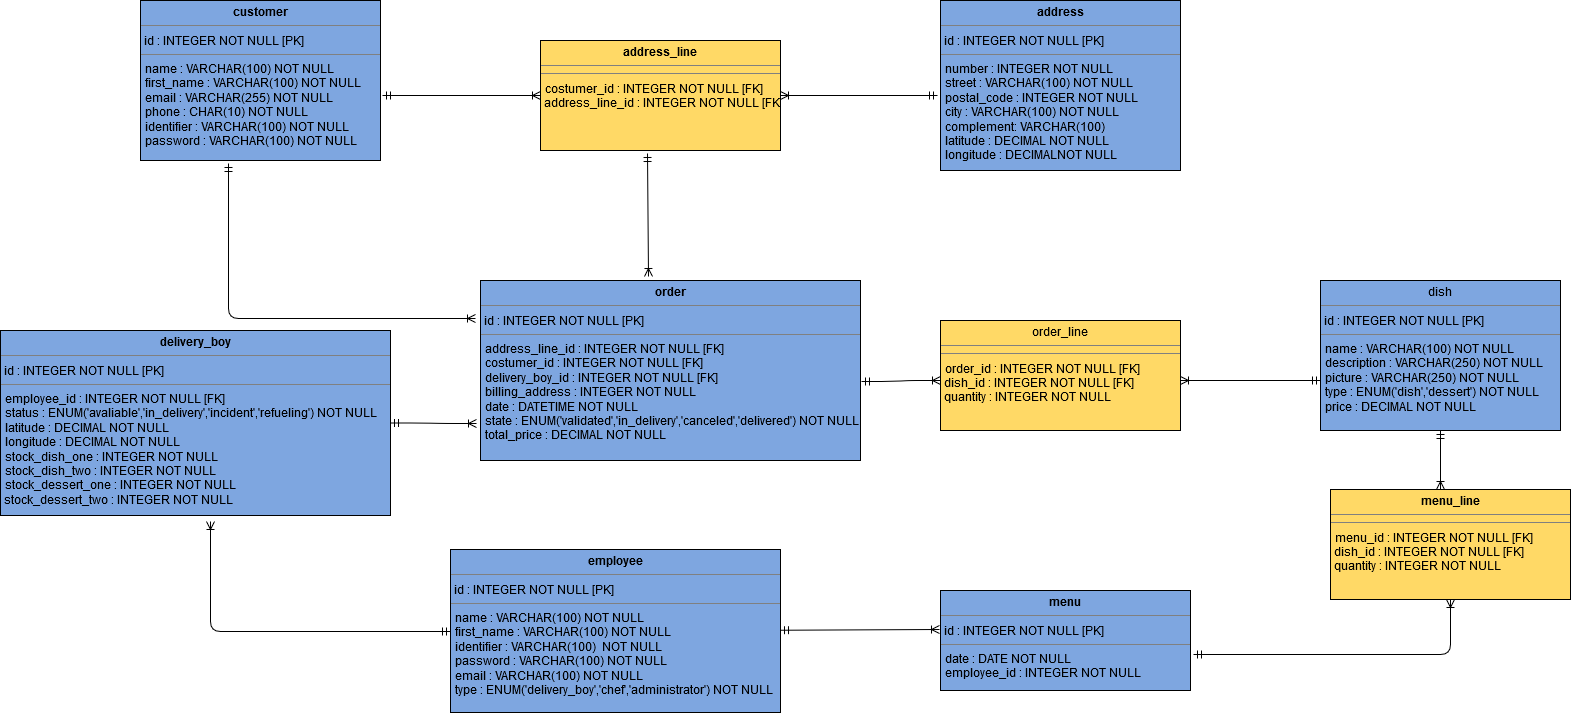 customer
id : INTEGER NOT NULL [PK]
name : VARCHAR(100) NOT NULL
first_name : VARCHAR(100) NOT NULL
email : VARCHAR(255) NOT NULL
phone : CHAR(10) NOT NULL
identifier : VARCHAR(100) NOT NULL
password : VARCHAR(100) NOT NULL
address_line
costumer_id : INTEGER NOT NULL [FK]
address_line_id : INTEGER NOT NULL [FK
address
id : INTEGER NOT NULL [PK]
number : INTEGER NOT NULL
street : VARCHAR(100) NOT NULL
postal_code : INTEGER NOT NULL
city : VARCHAR(100) NOT NULL
complement: VARCHAR(100)
latitude : DECIMAL NOT NULL
longitude : DECIMALNOT NULL
delivery_boy
id : INTEGER NOT NULL [PK]
employee_id : INTEGER NOT NULL [FK]
status : ENUM('avaliable','in_delivery','incident','refueling') NOT NULL
latitude : DECIMAL NOT NULL
longitude : DECIMAL NOT NULL
stock_dish_one : INTEGER NOT NULL
stock_dish_two : INTEGER NOT NULL
stock_dessert_one : INTEGER NOT NULL
stock_dessert_two : INTEGER NOT NULL
order
id : INTEGER NOT NULL [PK]
address_line_id : INTEGER NOT NULL [FK]
costumer_id : INTEGER NOT NULL [FK]
delivery_boy_id : INTEGER NOT NULL [FK]
billing_address : INTEGER NOT NULL
date : DATETIME NOT NULL
state : ENUM('validated','in_delivery','canceled','delivered') NOT NULL
total_price : DECIMAL NOT NULL
order_line
order_id : INTEGER NOT NULL [FK]
dish_id : INTEGER NOT NULL [FK]
quantity : INTEGER NOT NULL
dish
id : INTEGER NOT NULL [PK]
name : VARCHAR(100) NOT NULL
description : VARCHAR(250) NOT NULL
picture : VARCHAR(250) NOT NULL
type : ENUM('dish','dessert') NOT NULL
price : DECIMAL NOT NULL
menu_line
menu_id : INTEGER NOT NULL [FK]
dish_id : INTEGER NOT NULL [FK]
quantity : INTEGER NOT NULL
employee
id : INTEGER NOT NULL [PK]
name : VARCHAR(100) NOT NULL
first_name : VARCHAR(100) NOT NULL
identifier : VARCHAR(100) NOT NULL
password : VARCHAR(100) NOT NULL
email : VARCHAR(100) NOT NULL
type : ENUM('delivery_boy','chef','administrator') NOT NULL
menu
id : INTEGER NOT NULL [PK]
date : DATE NOT NULL
employee_id : INTEGER NOT NULL